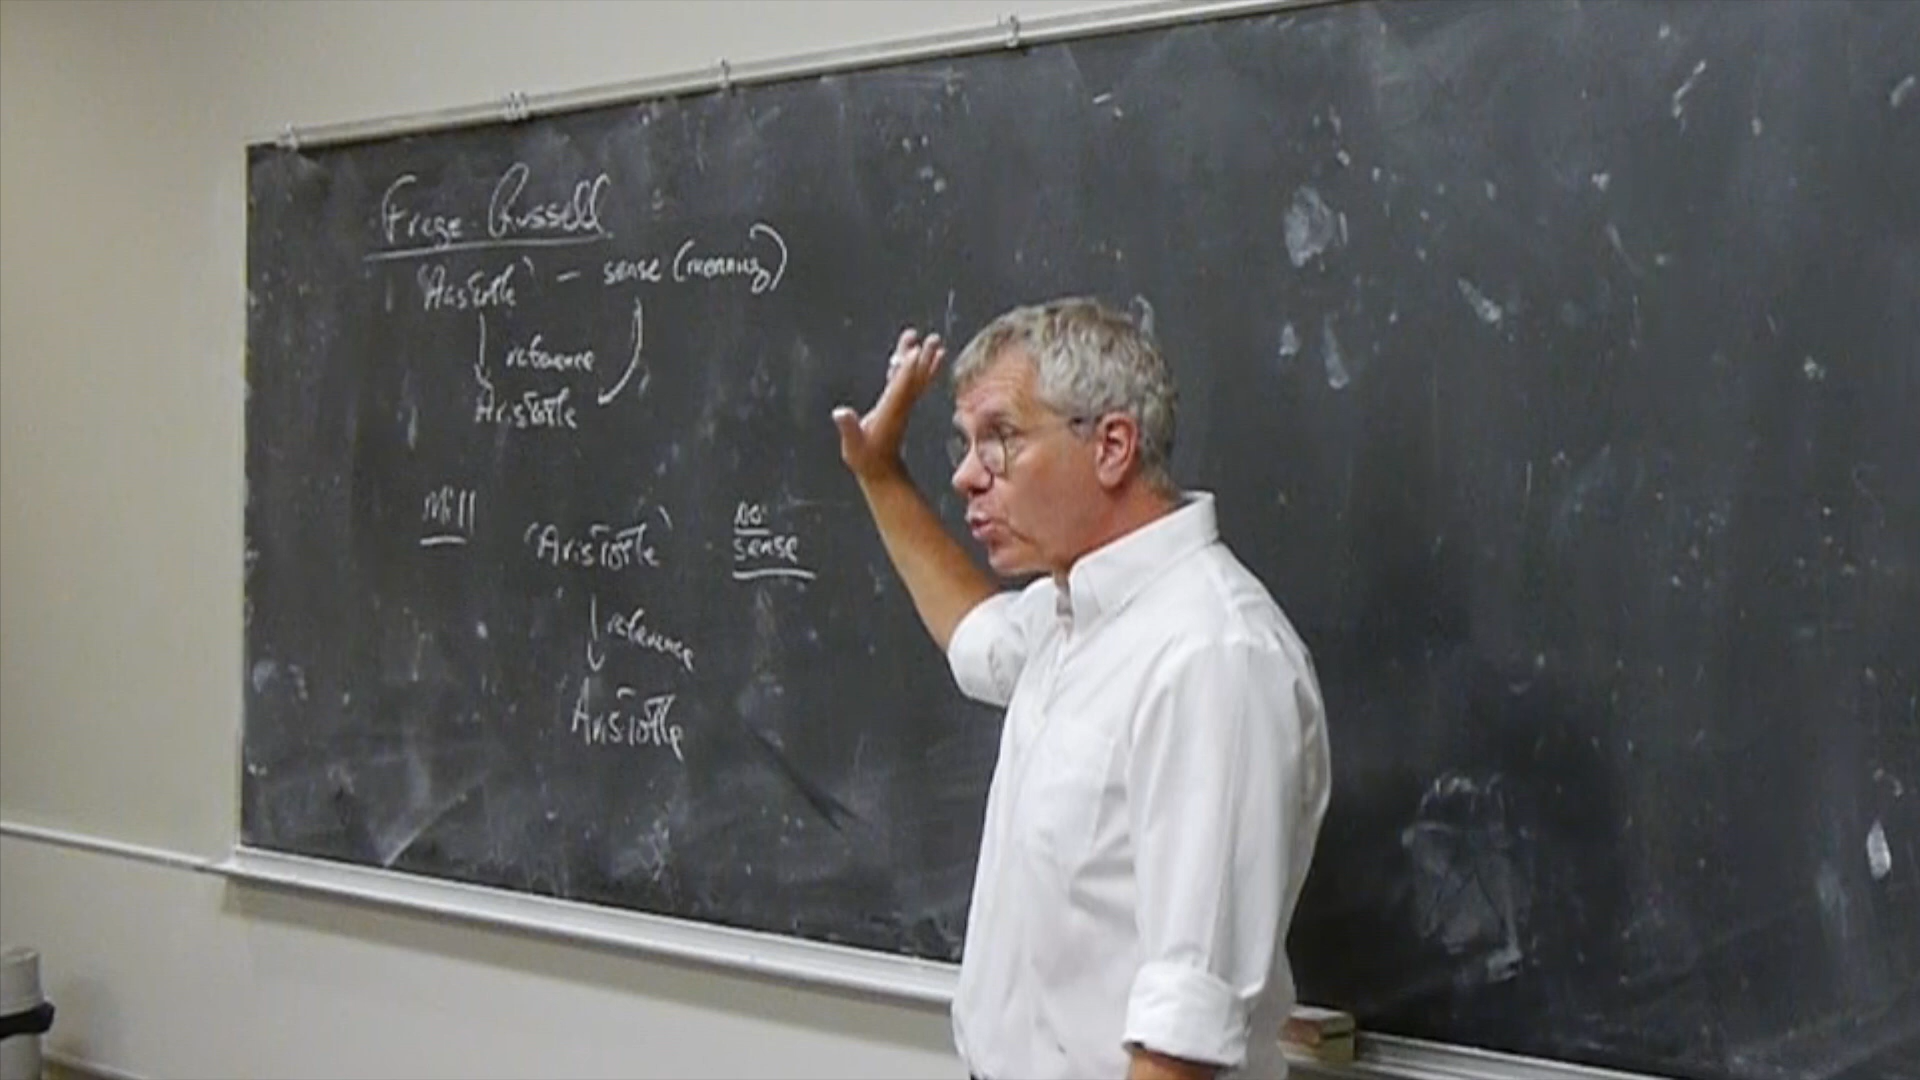 Frege-Russell
'Aristotle' – sense (meaning)
reference
Aristotle
Mill 'Aristotle' no sense
reference
Aristotle